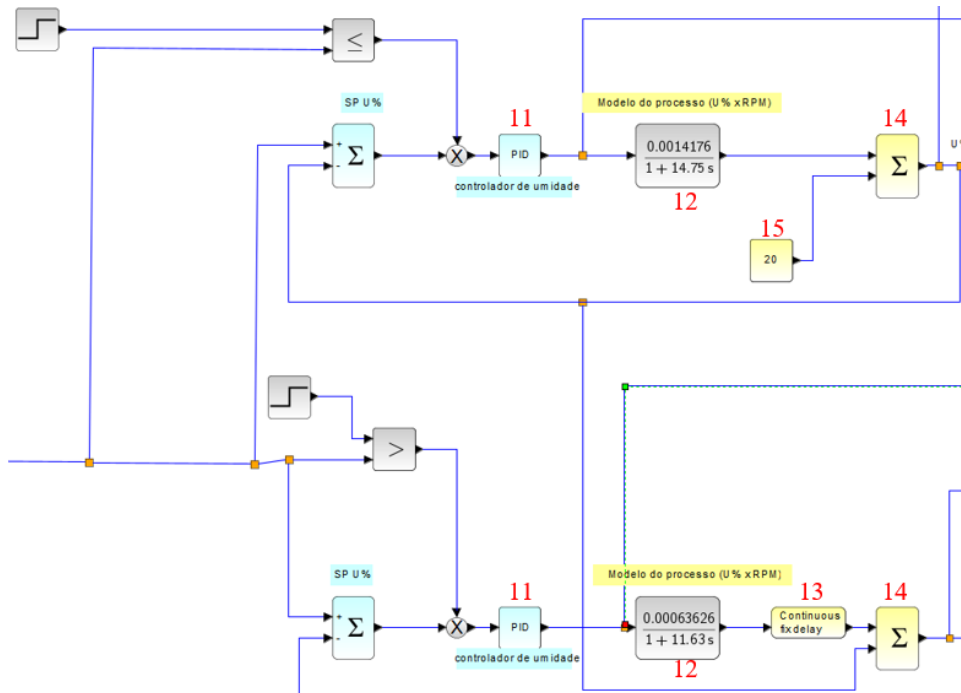 ≤
SP U%
+
-
Σ
X
11
PID
controlador de umidade
Modelo do processo (U% xRPM)
0.0014176
1 + 14.75 s
12
14
Σ
15
20
>
SP U%
+
-
Σ
X
11
PID
controlador de umidade
Modelo do processo (U% xRPM)
0.00063626
1 + 11.63 s
12
13
Continuous
fix delay
14
Σ